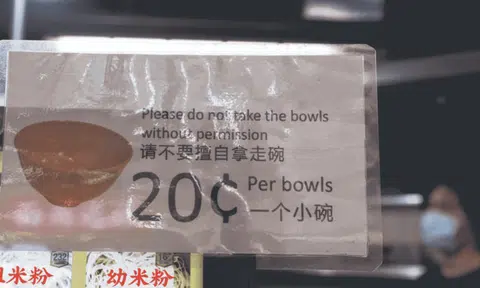 Please do not take the bowls
without permission
请不要擅自拿走碗
20¢ Per bowls
一个小碗
粗米粉
幼米粉